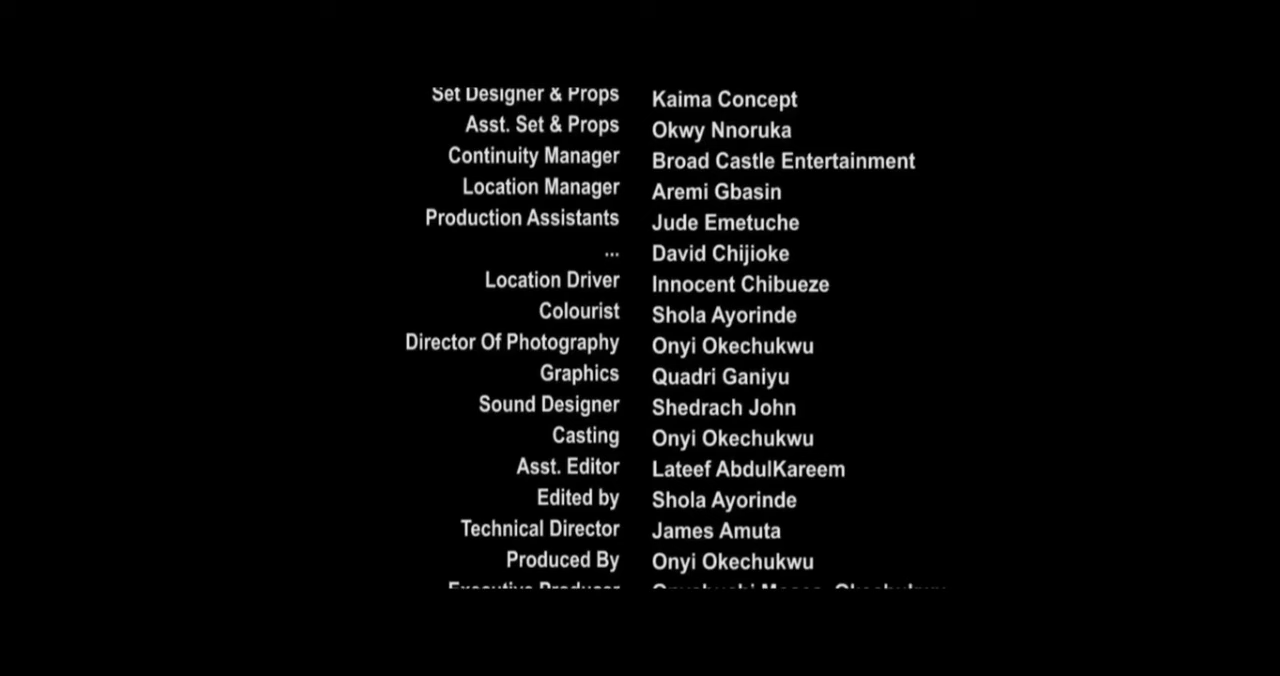 Set Designer & Props Kaima Concept
Asst. Set & Props Okwy Nnoruka
Continuity Manager Broad Castle Entertainment
Location Manager Aremi Gbasin
Production Assistants Jude Emetuche
... David Chijioke
Location Driver Innocent Chibueze
Colourist Shola Ayorinde
Director Of Photography Onyi Okechukwu
Graphics Quadri Ganiyu
Sound Designer Shedrach John
Casting Onyi Okechukwu
Asst. Editor Lateef AbdulKareem
Edited by Shola Ayorinde
Technical Director James Amuta
Produced By Onyi Okechukwu
Executive Producer